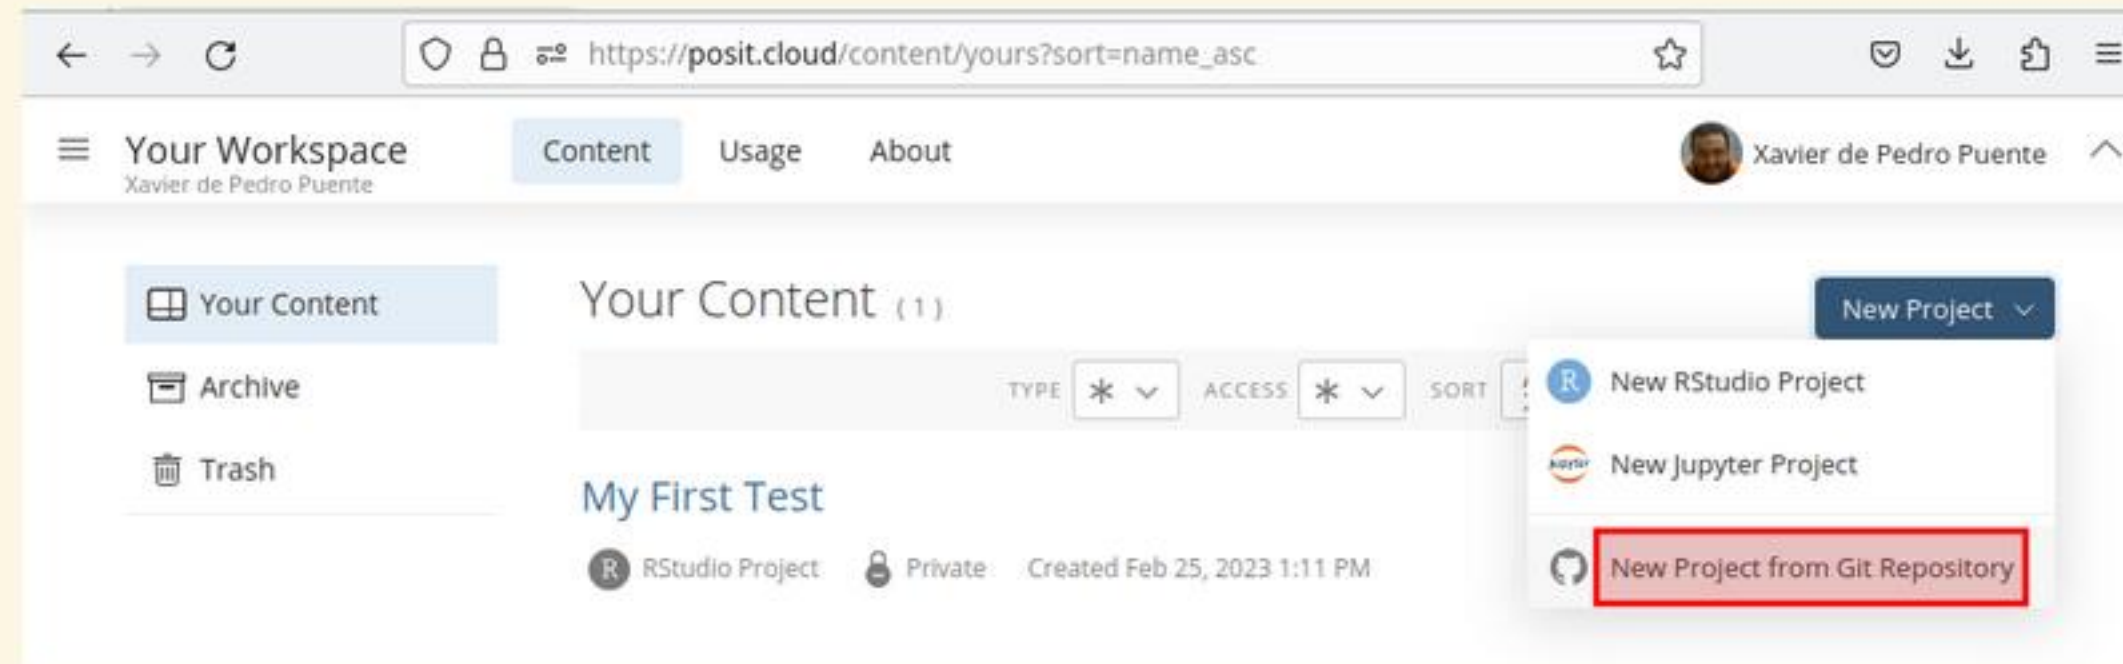 https://posit.cloud/content/yours?sort=name_asc
Your Workspace
Xavier de Pedro Puente
Content
Usage
About
Xavier de Pedro Puente
Your Content
Archive
Trash
Your Content (1)
New Project
TYPE * ACCESS * SORT
New RStudio Project
New Jupyter Project
New Project from Git Repository
My First Test
R RStudio Project Private Created Feb 25, 2023 1:11 PM